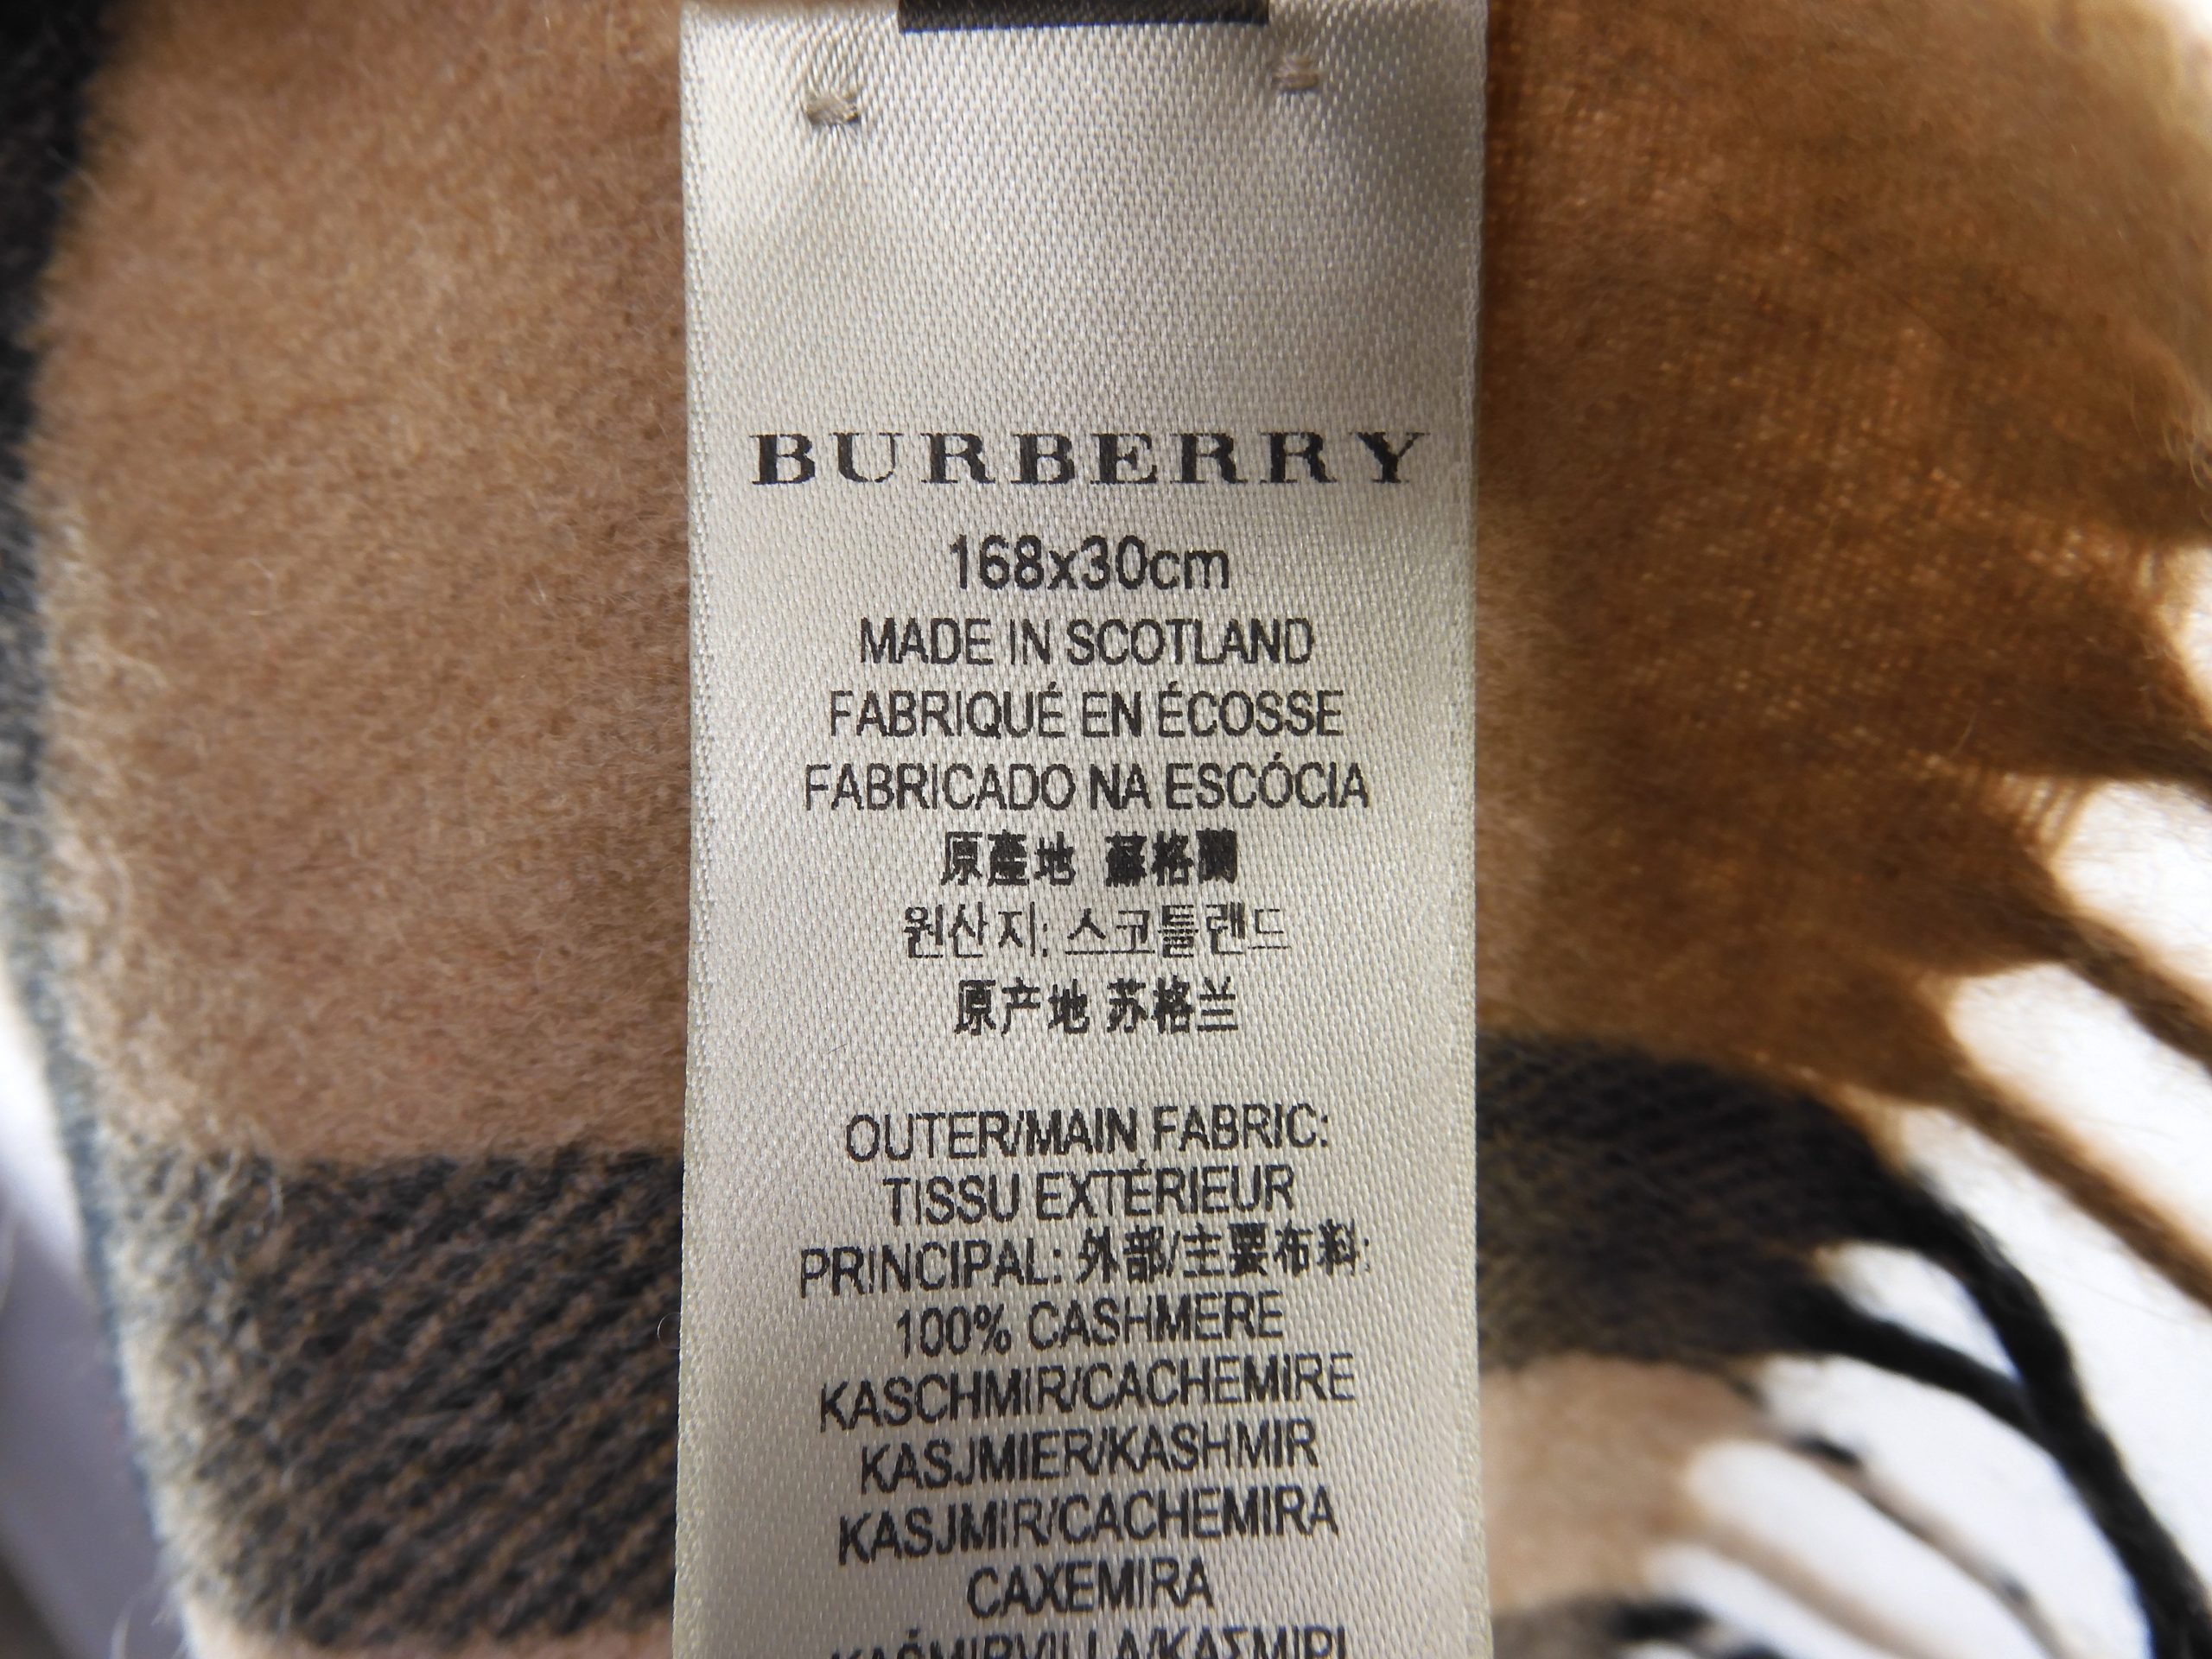 BURBERRY
168x30cm
MADE IN SCOTLAND
FABRIQUÉ EN ÉCOSSE
FABRICADO NA ESCÓCIA
原產地 蘇格蘭
원산지: 스코틀랜드
原产地 苏格兰
OUTER/MAIN FABRIC:
TISSU EXTÉRIEUR
PRINCIPAL: 外部/主要布料:
100% CASHMERE
KASCHMIR/CACHEMIRE
KASJMIER/KASHMIR
KASJMIR/CACHEMIRA
CAXEMIRA